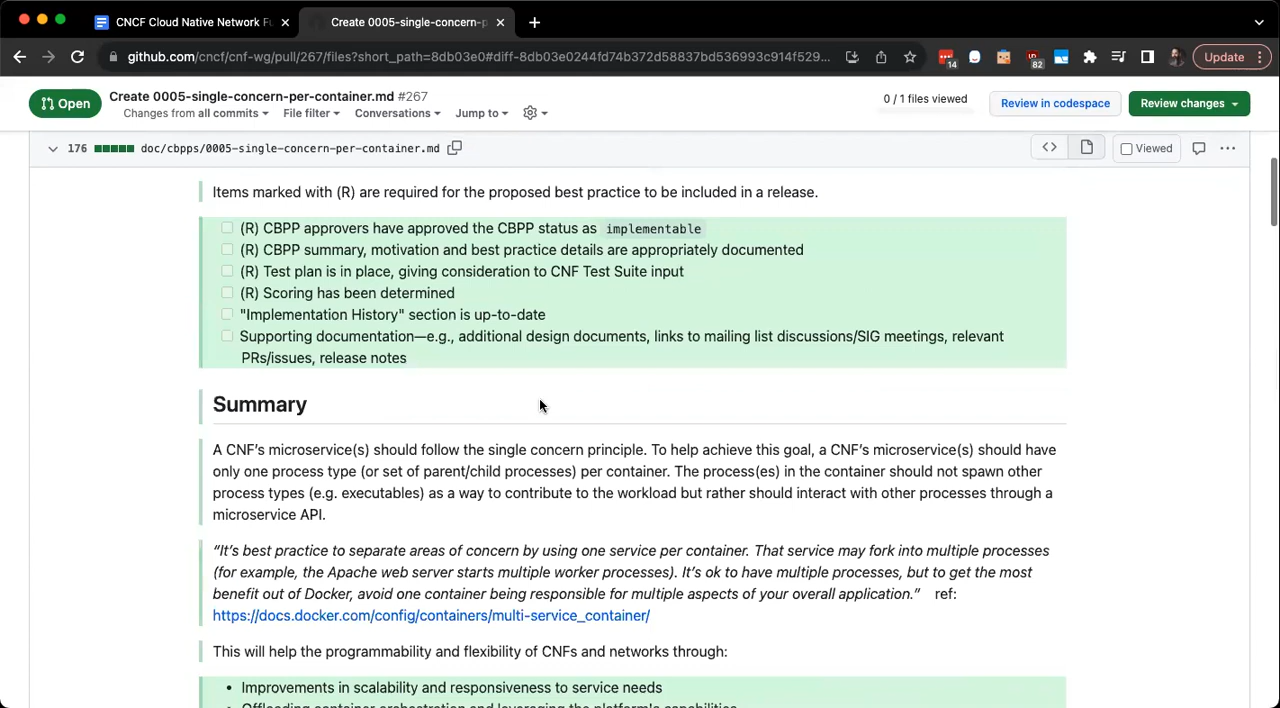 CNCF Cloud Native Network Fu
Create 0005-single-concern-p
github.com/cncf/cnf-wg/pull/267/files?short_path=8db03e0#diff-8db03e0244fd74b372d58837bd536993c914f529...
14
82
Update
Open
Create 0005-single-concern-per-container.md #267
Changes from all commits
File filter
Conversations
Jump to
0 / 1 files viewed
Review in codespace
Review changes
176
doc/cbpps/0005-single-concern-per-container.md
Viewed
Items marked with (R) are required for the proposed best practice to be included in a release.
(R) CBPP approvers have approved the CBPP status as implementable
(R) CBPP summary, motivation and best practice details are appropriately documented
(R) Test plan is in place, giving consideration to CNF Test Suite input
(R) Scoring has been determined
"Implementation History" section is up-to-date
Supporting documentation—e.g., additional design documents, links to mailing list discussions/SIG meetings, relevant
PRs/issues, release notes
Summary
A CNF's microservice(s) should follow the single concern principle. To help achieve this goal, a CNF's microservice(s) should have
only one process type (or set of parent/child processes) per container. The process(es) in the container should not spawn other
process types (e.g. executables) as a way to contribute to the workload but rather should interact with other processes through a
microservice API.
“It's best practice to separate areas of concern by using one service per container. That service may fork into multiple processes
(for example, the Apache web server starts multiple worker processes). It's ok to have multiple processes, but to get the most
benefit out of Docker, avoid one container being responsible for multiple aspects of your overall application.” ref:
https://docs.docker.com/config/containers/multi-service_container/
This will help the programmability and flexibility of CNFs and networks through:
• Improvements in scalability and responsiveness to service needs
• Offloading container orchestration and leveraging the platform's capabilities